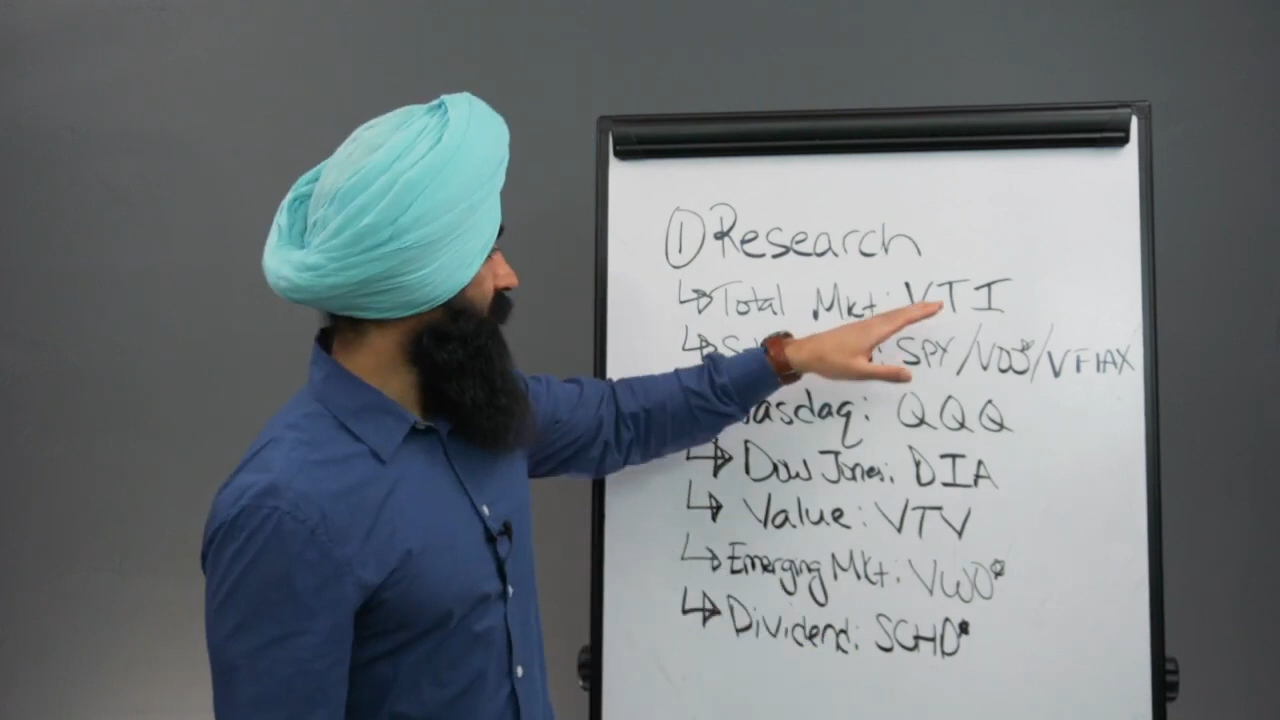 ① Research
↳ Total Mkt: VTI
↳ : SPY/VOO*/VFIAX
asdaq: QQQ
↳ Dow Jones: DIA
↳ Value: VTV
↳ Emerging Mkt: VWO*
↳ Dividend: SCHD*